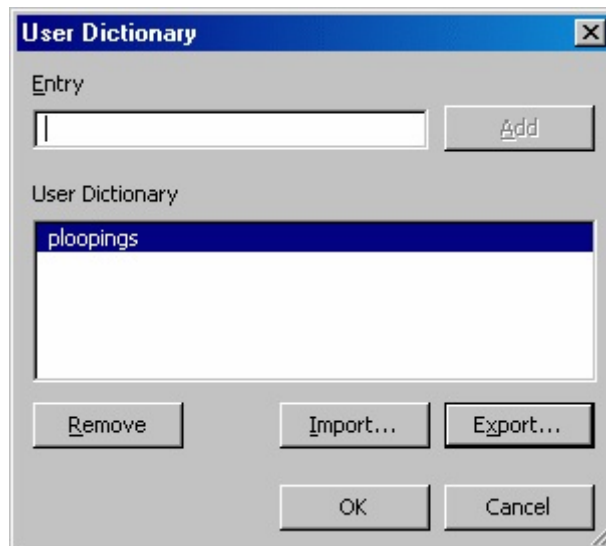 User Dictionary
Entry
Add
User Dictionary
ploopings
Remove Import... Export...
OK Cancel